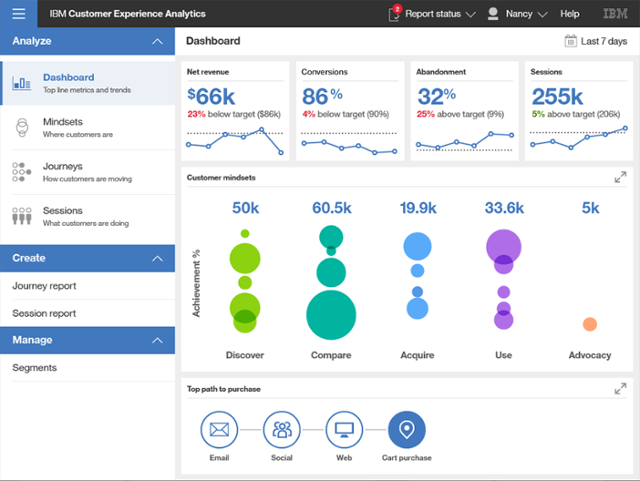 IBM Customer Experience Analytics
2
Report status
Nancy
Help
IBM
Analyze
Dashboard
Top line metrics and trends
Mindsets
Where customers are
Journeys
How customers are moving
Sessions
What customers are doing
Create
Journey report
Session report
Manage
Segments
Dashboard
Last 7 days
Net revenue
$66k
23% below target ($86k)
Conversions
86%
4% below target (90%)
Abandonment
32%
25% above target (9%)
Sessions
255k
5% above target (206k)
Customer mindsets
50k 60.5k 19.9k 33.6k 5k
Achievement %
Discover Compare Acquire Use Advocacy
Top path to purchase
Email Social Web Cart purchase